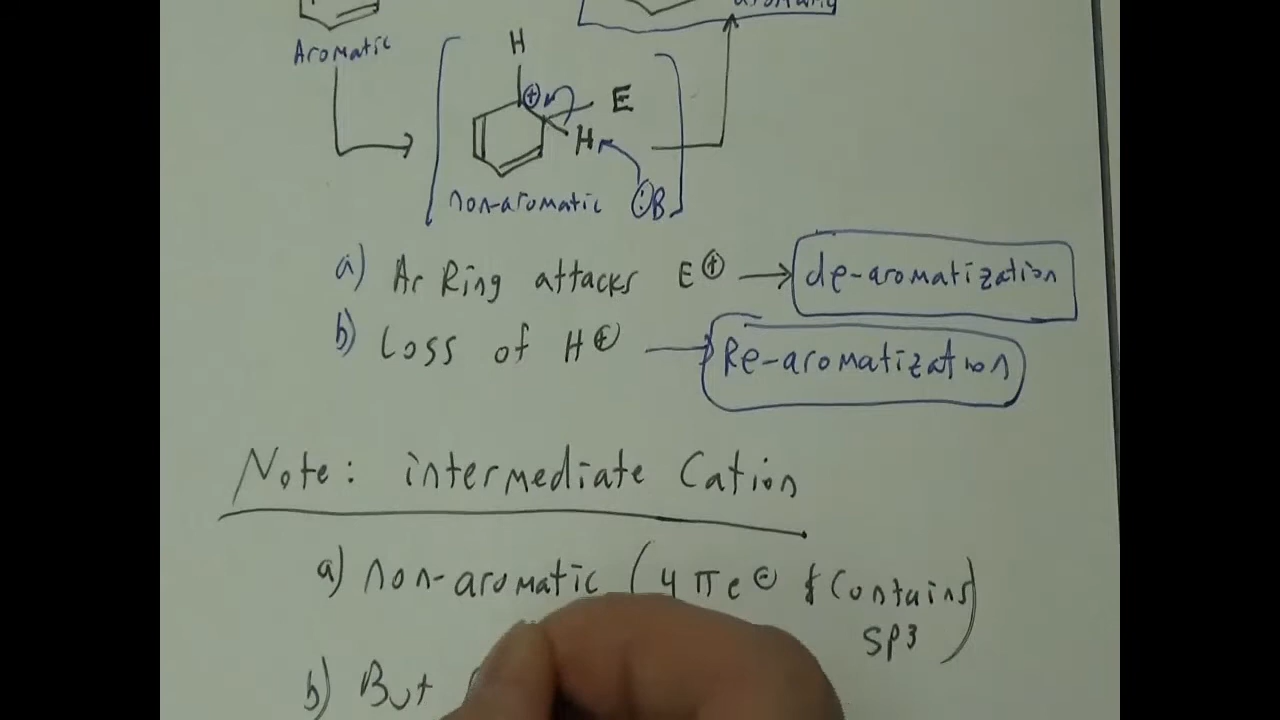 aromatic
Aromatic
H
⊕
E
H
non-aromatic
:B
a) Ar Ring attacks E⊕ → de-aromatization
b) Loss of H⊕ → Re-aromatization
Note: intermediate Cation
a) non-aromatic (4 π e⊖ & Contains
SP3)
b) But